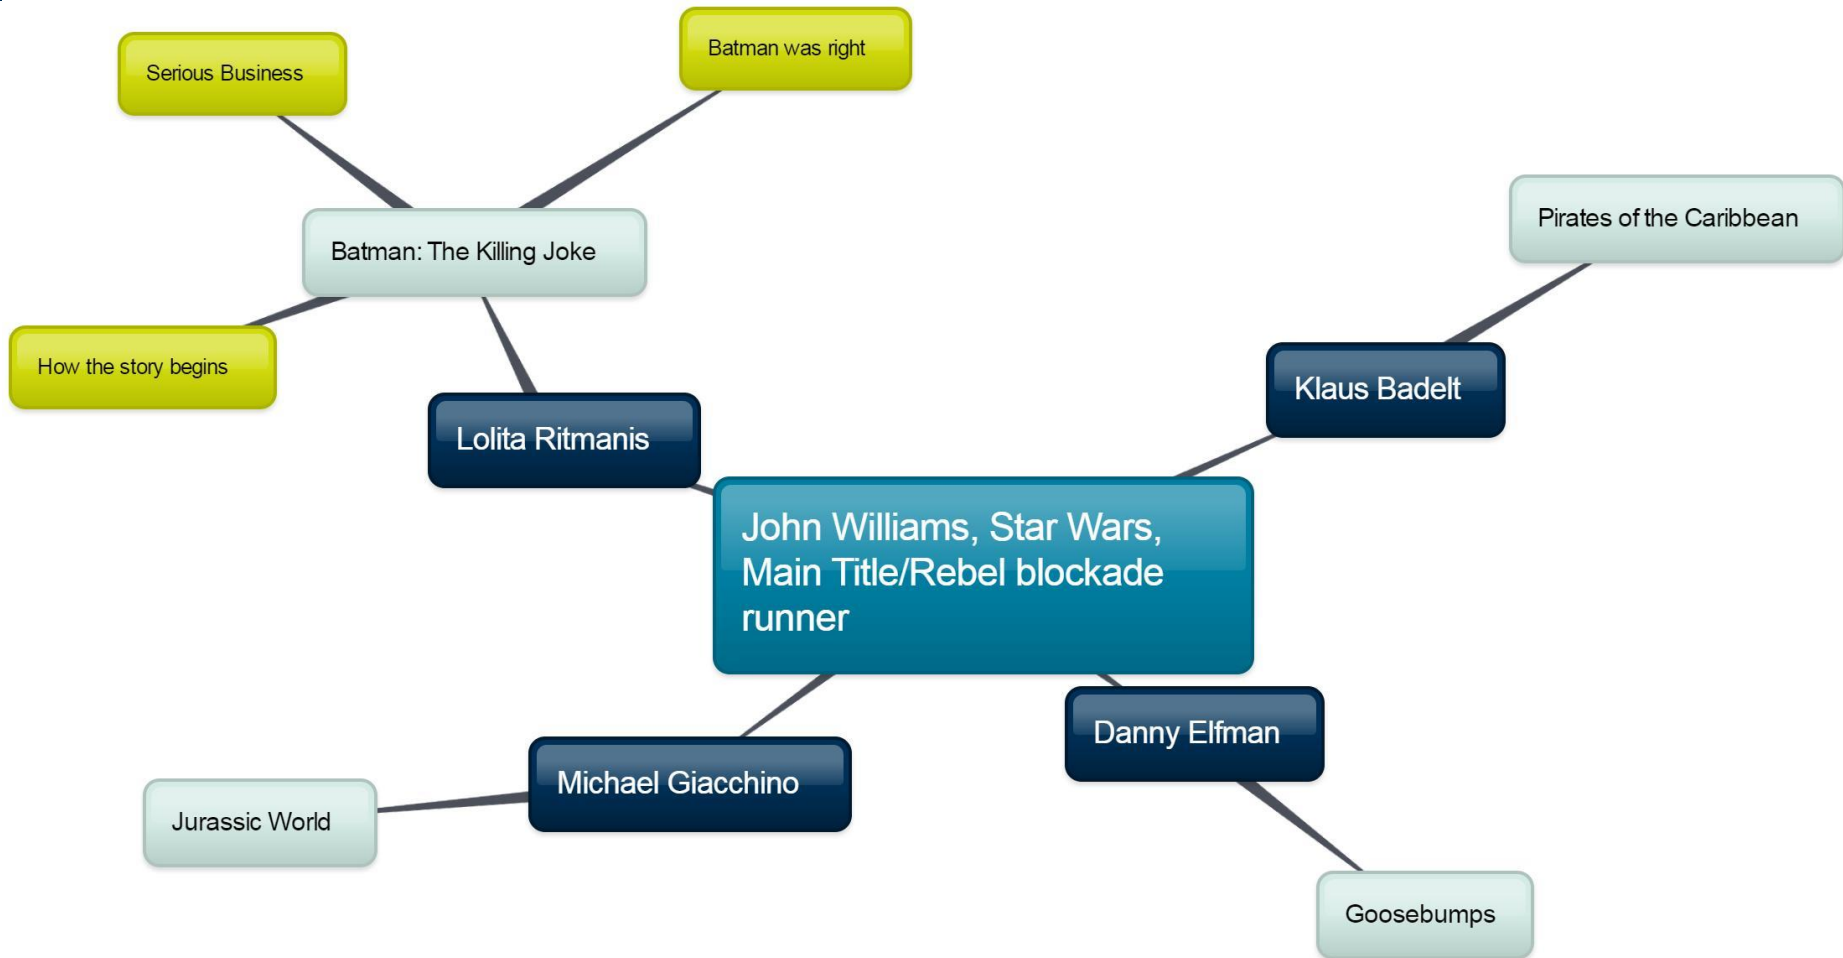 Batman was right
Serious Business
Pirates of the Caribbean
Batman: The Killing Joke
How the story begins
Klaus Badelt
Lolita Ritmanis
John Williams, Star Wars,
Main Title/Rebel blockade
runner
Danny Elfman
Michael Giacchino
Jurassic World
Goosebumps